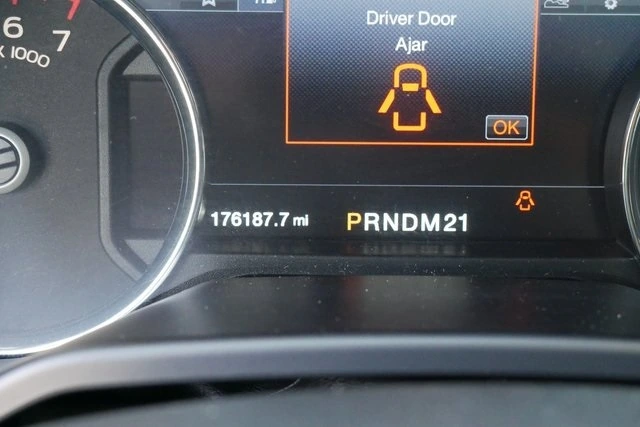 6 7
X 1000
Driver Door
Ajar
OK
176187.7 mi PRNDM21